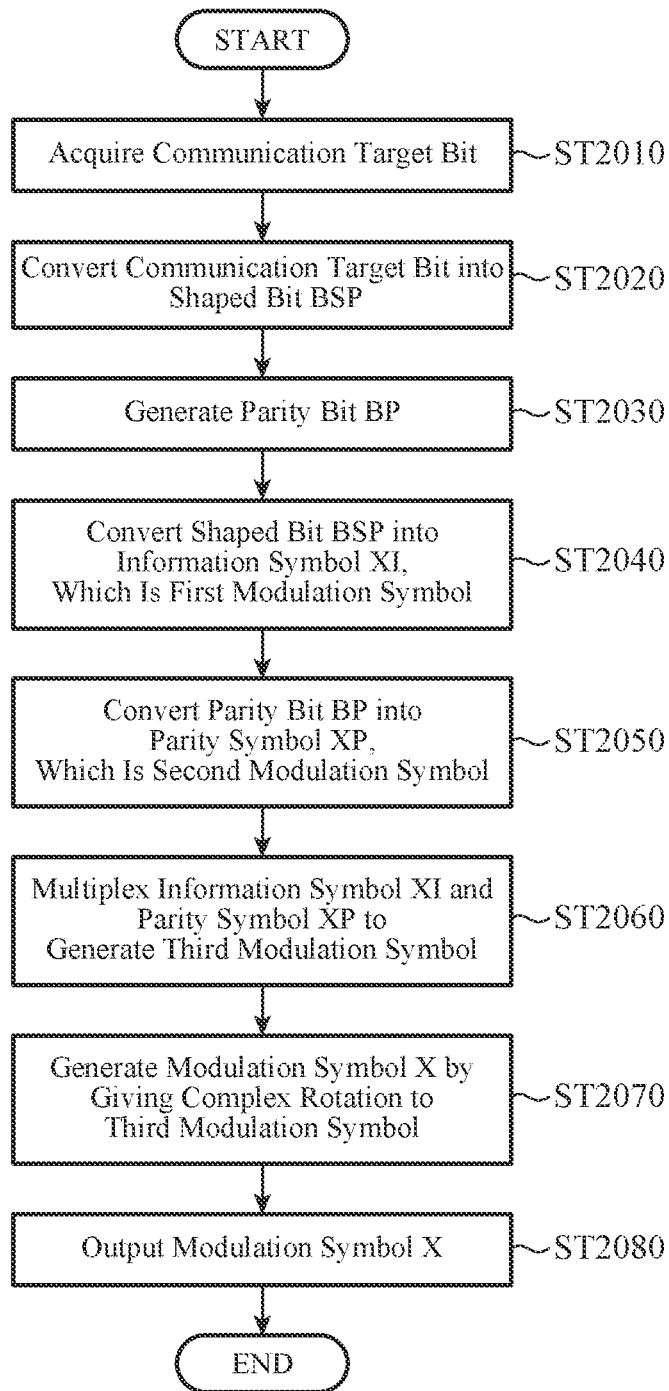 START
Acquire Communication Target Bit
ST2010
Convert Communication Target Bit into
Shaped Bit BSP
ST2020
Generate Parity Bit BP
ST2030
Convert Shaped Bit BSP into
Information Symbol XI,
Which Is First Modulation Symbol
ST2040
Convert Parity Bit BP into
Parity Symbol XP,
Which Is Second Modulation Symbol
ST2050
Multiplex Information Symbol XI and
Parity Symbol XP to
Generate Third Modulation Symbol
ST2060
Generate Modulation Symbol X by
Giving Complex Rotation to
Third Modulation Symbol
ST2070
Output Modulation Symbol X
ST2080
END